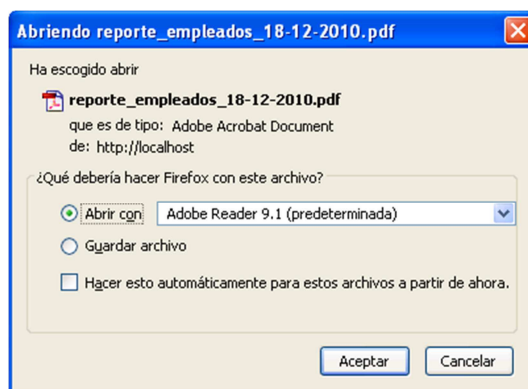 Abriendo reporte_empleados_18-12-2010.pdf
Ha escogido abrir
reporte_empleados_18-12-2010.pdf
que es de tipo: Adobe Acrobat Document
de: http://localhost
¿Qué debería hacer Firefox con este archivo?
Abrir con Adobe Reader 9.1 (predeterminada)
Guardar archivo
Hacer esto automáticamente para estos archivos a partir de ahora.
Aceptar Cancelar